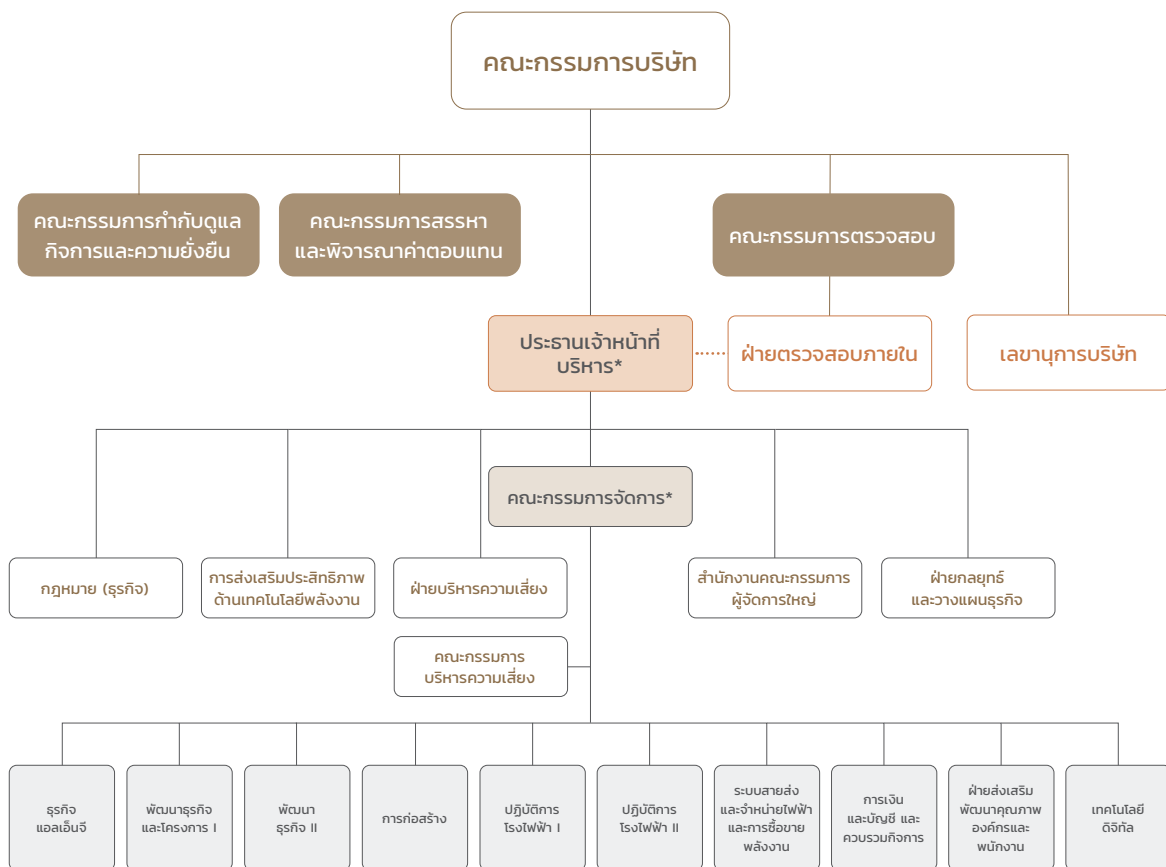 คณะกรรมการบริษัท
คณะกรรมการกำกับดูแล
กิจการและความยั่งยืน
คณะกรรมการสรรหา
และพิจารณาค่าตอบแทน
คณะกรรมการตรวจสอบ
ประธานเจ้าหน้าที่
บริหาร*
ฝ่ายตรวจสอบภายใน
เลขานุการบริษัท
คณะกรรมการจัดการ*
กฎหมาย (ธุรกิจ)
การส่งเสริมประสิทธิภาพ
ด้านเทคโนโลยีพลังงาน
ฝ่ายบริหารความเสี่ยง
สำนักงานคณะกรรมการ
ผู้จัดการใหญ่
ฝ่ายกลยุทธ์
และวางแผนธุรกิจ
คณะกรรมการ
บริหารความเสี่ยง
ธุรกิจ
แอลเอ็นจี
พัฒนาธุรกิจ
และโครงการ I
พัฒนา
ธุรกิจ II
การก่อสร้าง
ปฏิบัติการ
โรงไฟฟ้า I
ปฏิบัติการ
โรงไฟฟ้า II
ระบบสายส่ง
และจำหน่ายไฟฟ้า
และการซื้อขาย
พลังงาน
การเงิน
และบัญชี และ
ควบรวมกิจการ
ฝ่ายส่งเสริม
พัฒนาคุณภาพ
องค์กรและ
พนักงาน
เทคโนโลยี
ดิจิทัล